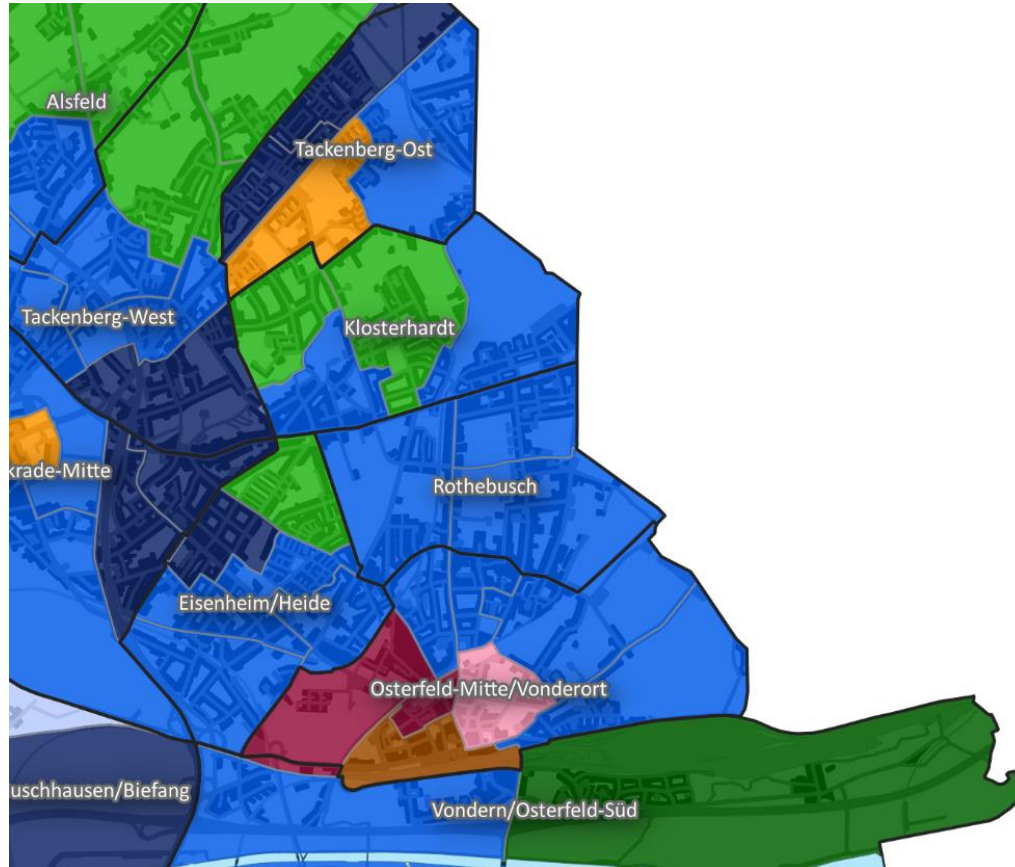 Alsfeld
Tackenberg-Ost
Tackenberg-West
Klosterhardt
krade-Mitte
Rothebusch
Eisenheim/Heide
Osterfeld-Mitte/Vonderort
uschhausen/Biefang
Vondern/Osterfeld-Süd